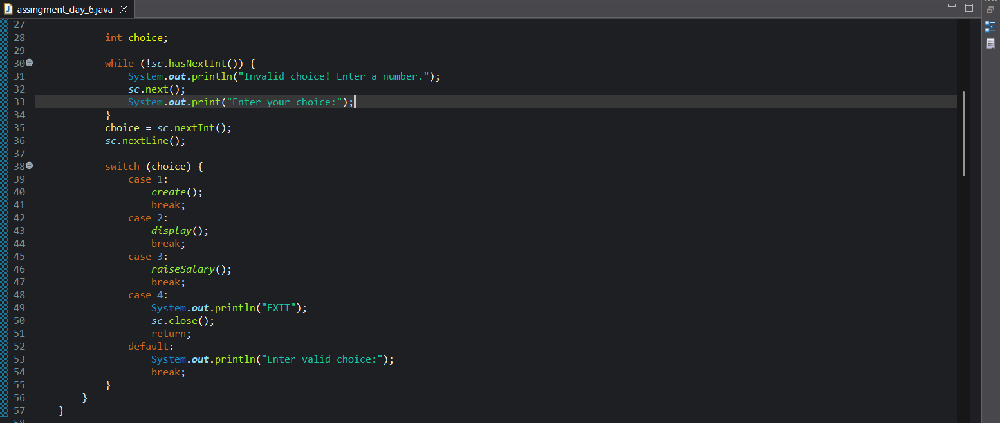 assingment_day_6.java
27
28 int choice;
29
30 while (!sc.hasNextInt()) {
31 System.out.println("Invalid choice! Enter a number.");
32 sc.next();
33 System.out.print("Enter your choice:");
34 }
35 choice = sc.nextInt();
36 sc.nextLine();
37
38 switch (choice) {
39 case 1:
40 create();
41 break;
42 case 2:
43 display();
44 break;
45 case 3:
46 raiseSalary();
47 break;
48 case 4:
49 System.out.println("EXIT");
50 sc.close();
51 return;
52 default:
53 System.out.println("Enter valid choice:");
54 break;
55 }
56 }
57 }
58